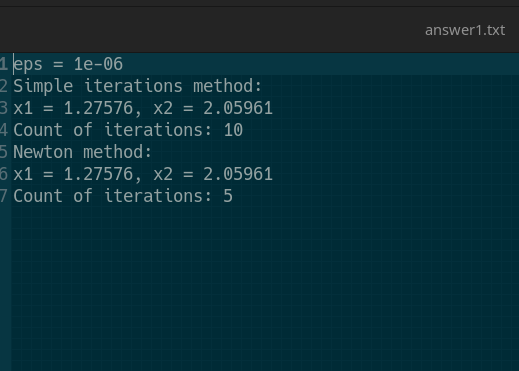 answer1.txt
1 eps = 1e-06
2 Simple iterations method:
3 x1 = 1.27576, x2 = 2.05961
4 Count of iterations: 10
5 Newton method:
6 x1 = 1.27576, x2 = 2.05961
7 Count of iterations: 5